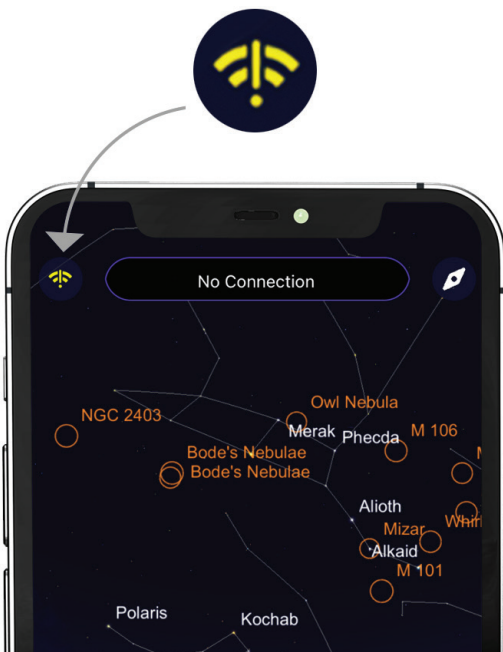 No Connection
Owl Nebula
NGC 2403
Merak
Phecda
M 106
Bode's Nebulae
Bode's Nebulae
Alioth
Mizar
Alkaid
M 101
Polaris
Kochab